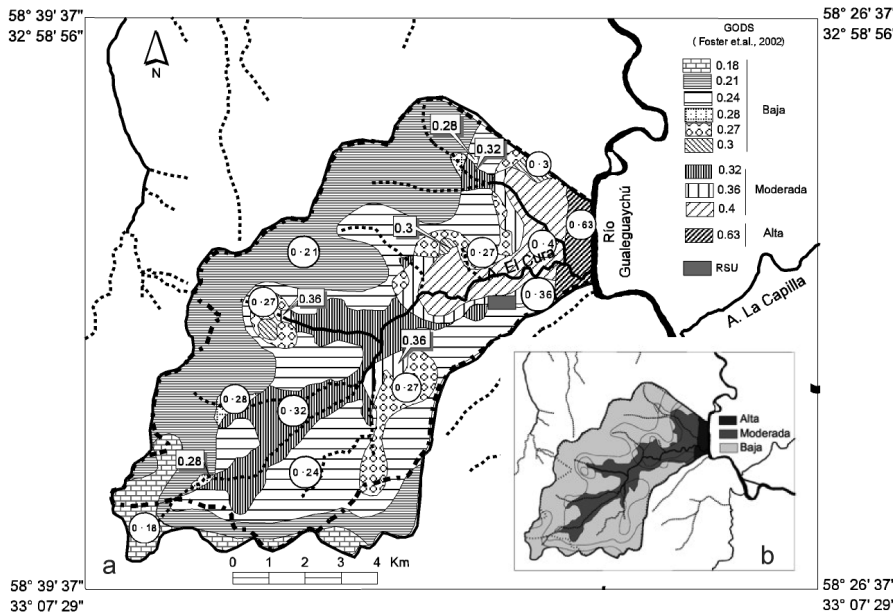 58° 39' 37"
32° 58' 56"
58° 26' 37"
32° 58' 56"
N
GODS
( Foster et.al., 2002)
0.18
0.21
0.24
0.28
0.27
0.3
Baja
0.32
0.36
0.4
Moderada
0.63
Alta
RSU
0.28
0.32
0.3
0.63
0.3
0.27
0.4
A. El Cura
Río
Gualeguaychú
A. La Capilla
0.21
0.27
0.36
0.36
0.36
0.27
0.28
0.32
0.28
0.24
0.18
a
0 1 2 3 4 Km
Alta
Moderada
Baja
b
58° 39' 37"
33° 07' 29"
58° 26' 37"
33° 07' 29"